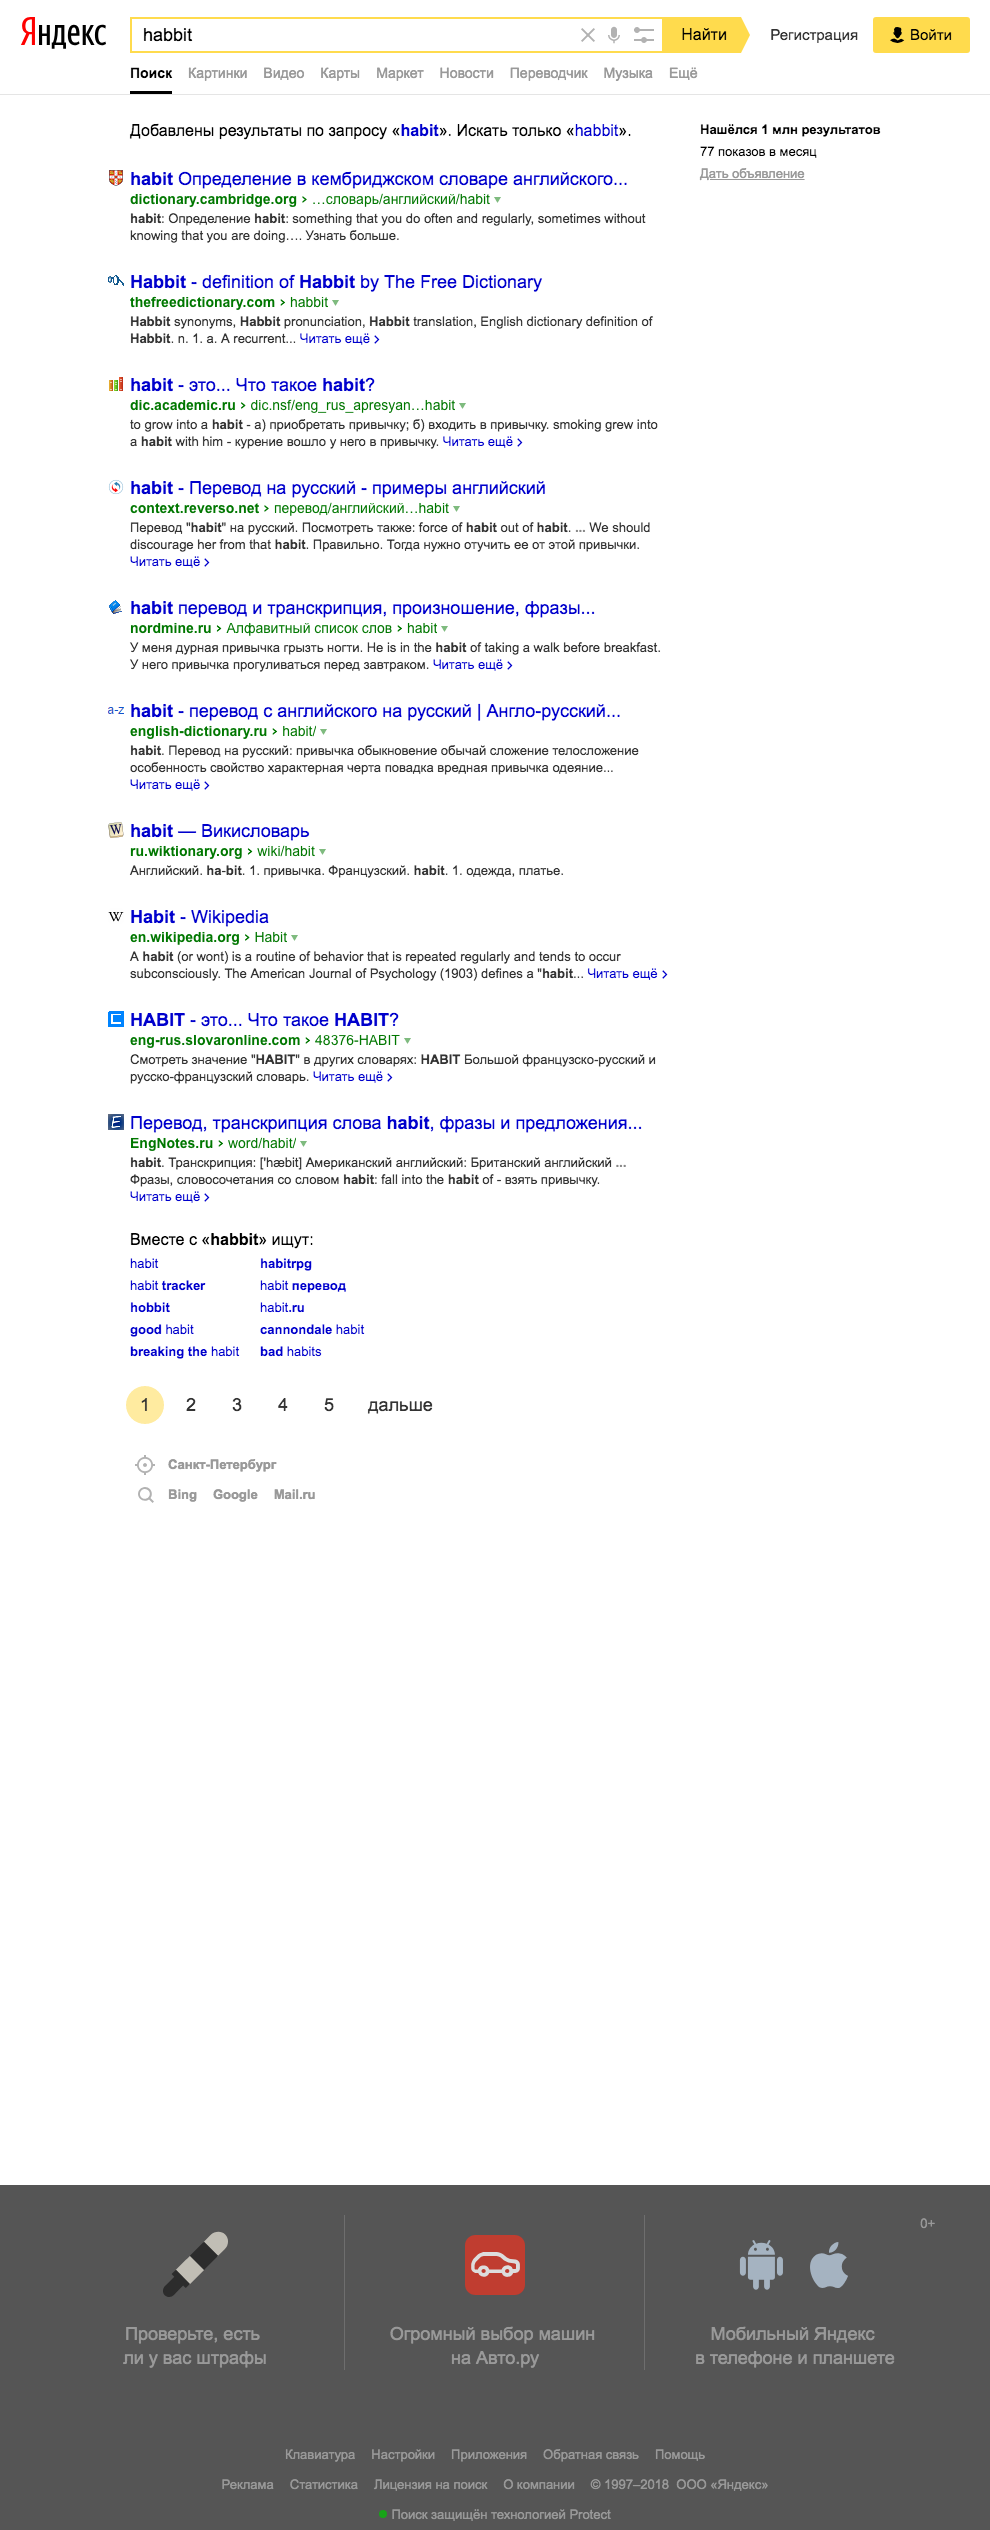 Яндекс
habbit
Найти
Регистрация
Войти
Поиск Картинки Видео Карты Маркет Новости Переводчик Музыка Ещё
Добавлены результаты по запросу «habit». Искать только «habbit».
Нашёлся 1 млн результатов
77 показов в месяц
Дать объявление
habit Определение в кембриджском словаре английского...
dictionary.cambridge.org › …словарь/английский/habit
habit: Определение habit: something that you do often and regularly, sometimes without
knowing that you are doing…. Узнать больше.
Habbit - definition of Habbit by The Free Dictionary
thefreedictionary.com › habbit
Habbit synonyms, Habbit pronunciation, Habbit translation, English dictionary definition of
Habbit. n. 1. a. A recurrent... Читать ещё ›
habit - это... Что такое habit?
dic.academic.ru › dic.nsf/eng_rus_apresyan…habit
to grow into a habit - а) приобретать привычку; б) входить в привычку. smoking grew into
a habit with him - курение вошло у него в привычку. Читать ещё ›
habit - Перевод на русский - примеры английский
context.reverso.net › перевод/английский…habit
Перевод "habit" на русский. Посмотреть также: force of habit out of habit. ... We should
discourage her from that habit. Правильно. Тогда нужно отучить ее от этой привычки.
Читать ещё ›
habit перевод и транскрипция, произношение, фразы...
nordmine.ru › Алфавитный список слов › habit
У меня дурная привычка грызть ногти. He is in the habit of taking a walk before breakfast.
У него привычка прогуливаться перед завтраком. Читать ещё ›
a-z habit - перевод с английского на русский | Англо-русский...
english-dictionary.ru › habit/
habit. Перевод на русский: привычка обыкновение обычай сложение телосложение
особенность свойство характерная черта повадка вредная привычка одеяние...
Читать ещё ›
W habit — Викисловарь
ru.wiktionary.org › wiki/habit
Английский. ha-bit. 1. привычка. Французский. habit. 1. одежда, платье.
W Habit - Wikipedia
en.wikipedia.org › Habit
A habit (or wont) is a routine of behavior that is repeated regularly and tends to occur
subconsciously. The American Journal of Psychology (1903) defines a "habit... Читать ещё ›
HABIT - это... Что такое HABIT?
eng-rus.slovaronline.com › 48376-HABIT
Смотреть значение "HABIT" в других словарях: HABIT Большой французско-русский и
русско-французский словарь. Читать ещё ›
E Перевод, транскрипция слова habit, фразы и предложения...
EngNotes.ru › word/habit/
habit. Транскрипция: ['hæbit] Американский английский: Британский английский ...
Фразы, словосочетания со словом habit: fall into the habit of - взять привычку.
Читать ещё ›
Вместе с «habbit» ищут:
habit habitrpg
habit tracker habit перевод
hobbit habit.ru
good habit cannondale habit
breaking the habit bad habits
1 2 3 4 5 дальше
Санкт-Петербург
Bing Google Mail.ru
0+
Проверьте, есть
ли у вас штрафы
Огромный выбор машин
на Авто.ру
Мобильный Яндекс
в телефоне и планшете
Клавиатура Настройки Приложения Обратная связь Помощь
Реклама Статистика Лицензия на поиск О компании © 1997–2018 ООО «Яндекс»
Поиск защищён технологией Protect